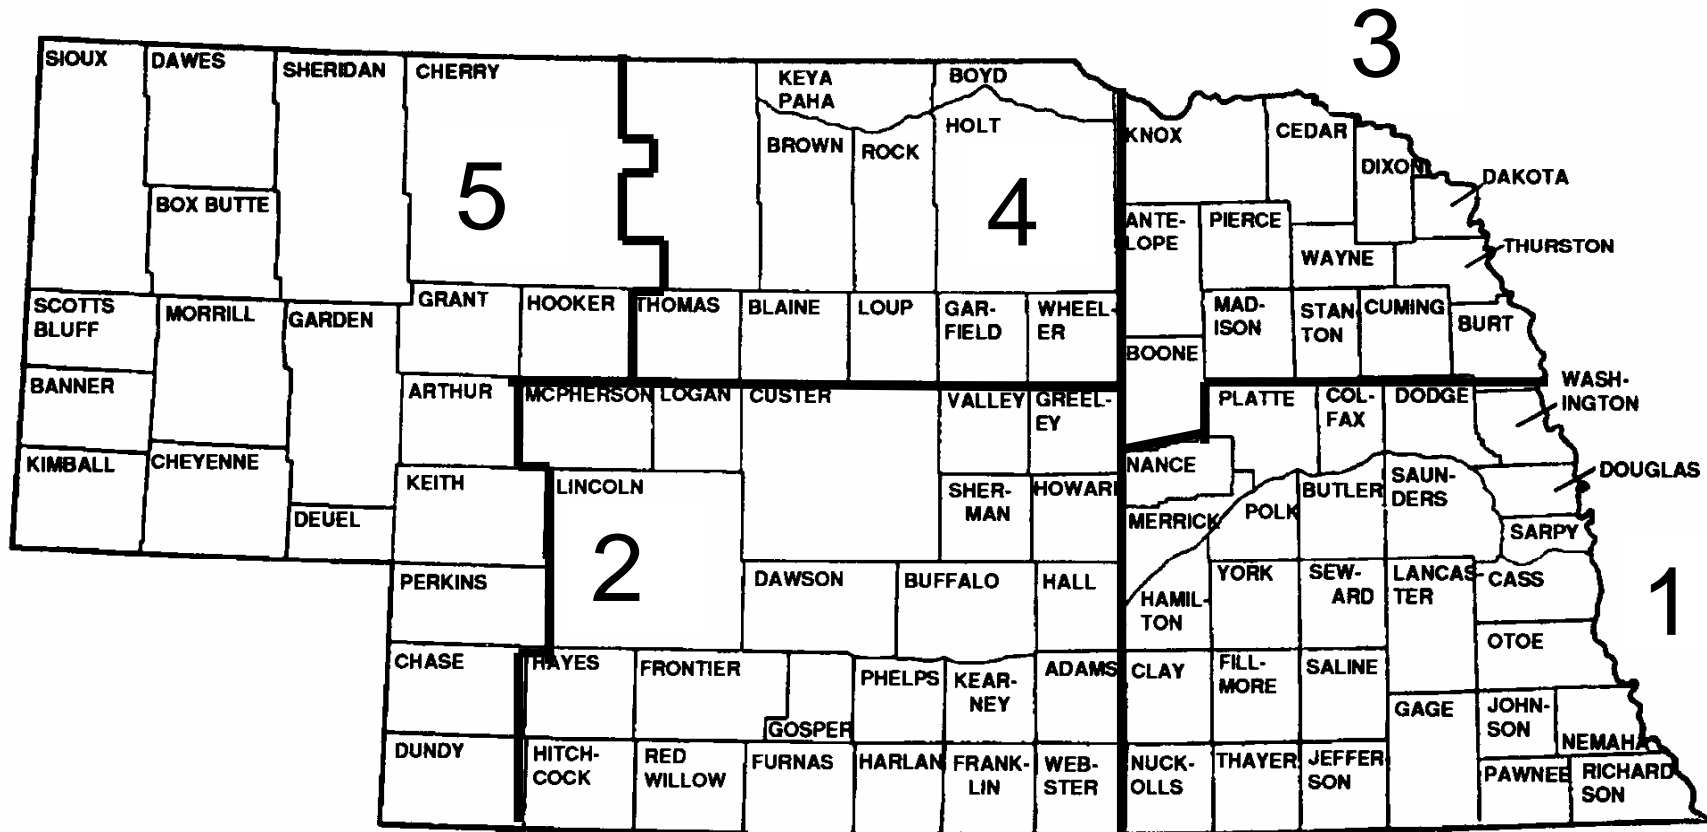 3
SIOUX
DAWES
SHERIDAN
CHERRY
KEYA
PAHA
BOYD
HOLT
KNOX
CEDAR
BROWN
ROCK
DIXON
DAKOTA
5
4
BOX BUTTE
ANTE-
LOPE
PIERCE
WAYNE
THURSTON
SCOTTS
BLUFF
MORRILL
GARDEN
GRANT
HOOKER
THOMAS
BLAINE
LOUP
GAR-
FIELD
WHEEL-
ER
MAD-
ISON
STAN
TON
CUMING
BURT
BOONE
BANNER
ARTHUR
MCPHERSON
LOGAN
CUSTER
VALLEY
GREEL-
EY
PLATTE
COL-
FAX
DODGE
WASH-
INGTON
KIMBALL
CHEYENNE
KEITH
LINCOLN
SHER-
MAN
HOWARD
NANCE
BUTLER
SAUN-
DERS
DOUGLAS
DEUEL
MERRICK
POLK
SARPY
2
PERKINS
DAWSON
BUFFALO
HALL
HAMIL-
TON
YORK
SEW-
ARD
LANCAS-
TER
CASS
1
OTOE
CHASE
HAYES
FRONTIER
GOSPER
PHELPS
KEAR-
NEY
ADAMS
CLAY
FILL-
MORE
SALINE
GAGE
JOHN-
SON
NEMAHA
DUNDY
HITCH-
COCK
RED
WILLOW
FURNAS
HARLAN
FRANK-
LIN
WEB-
STER
NUCK-
OLLS
THAYER
JEFFER
SON
PAWNEE
RICHARD
SON